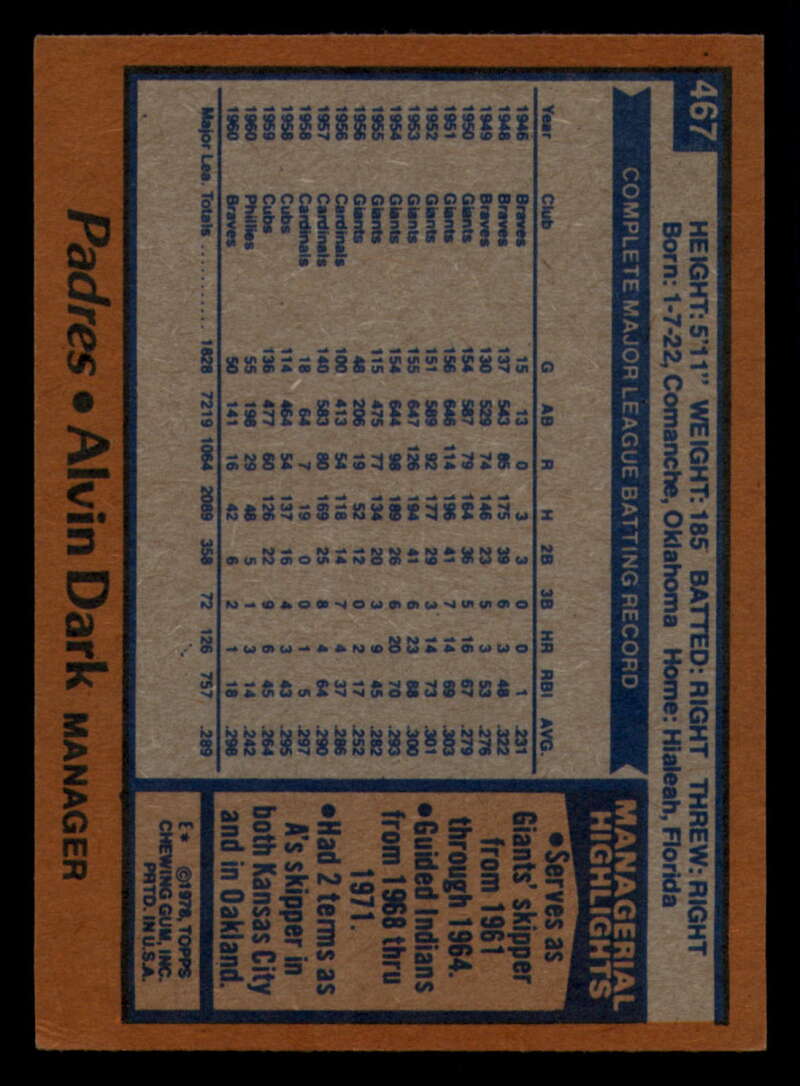 467
HEIGHT: 5'11" WEIGHT: 185 BATTED: RIGHT THREW: RIGHT
Born: 1-7-22, Comanche, Oklahoma Home: Hialeah, Florida
COMPLETE MAJOR LEAGUE BATTING RECORD
Year Club G AB R H 2B 3B HR RBI AVG.
1946 Braves 15 13 0 3 3 0 0 1 .231
1948 Braves 137 543 85 175 39 6 3 48 .322
1949 Braves 130 529 74 146 23 5 3 53 .276
1950 Giants 154 587 79 164 36 5 16 67 .279
1951 Giants 156 646 114 196 41 7 14 69 .303
1952 Giants 151 589 92 177 29 3 14 73 .301
1953 Giants 155 647 126 194 41 6 23 88 .300
1954 Giants 154 644 98 189 26 6 20 70 .293
1955 Giants 115 475 77 134 20 3 9 45 .282
1956 Giants 48 206 19 52 12 0 2 17 .252
1956 Cardinals 100 413 54 118 14 7 4 37 .286
1957 Cardinals 140 583 80 169 25 8 4 64 .290
1958 Cardinals 18 64 7 19 0 0 1 5 .297
1958 Cubs 114 464 54 137 16 4 3 43 .295
1959 Cubs 136 477 60 126 22 9 6 45 .264
1960 Phillies 55 198 29 48 5 1 3 14 .242
1960 Braves 50 141 16 42 6 2 1 18 .298
Major Lea. Totals ........... 1828 7219 1064 2089 358 72 126 757 .289
MANAGERIAL
HIGHLIGHTS
•Serves as
Giants' skipper
from 1961
through 1964.
•Guided Indians
from 1968 thru
1971.
•Had 2 terms as
A's skipper in
both Kansas City
and in Oakland.
E* ©1978, TOPPS
CHEWING GUM, INC.
PRTD. IN U.S.A.
Padres • Alvin Dark MANAGER